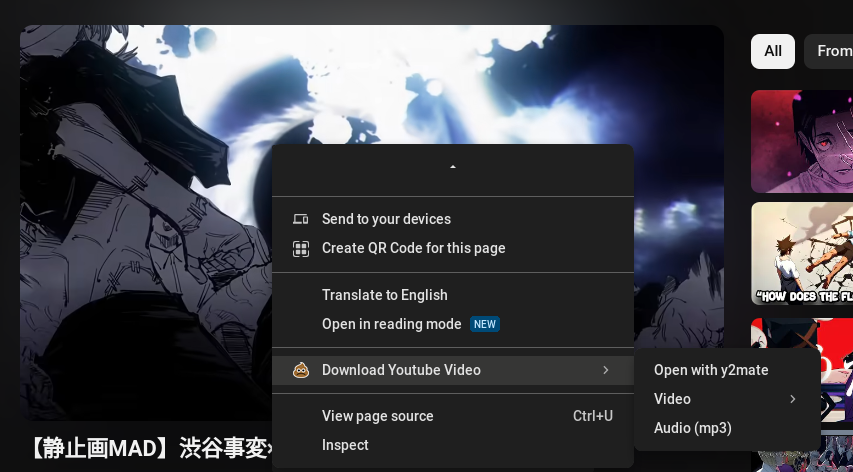 All
From
Send to your devices
Create QR Code for this page
Translate to English
Open in reading mode NEW
"HOW DOES THE FL
Download Youtube Video
Open with y2mate
Video
Audio (mp3)
View page source Ctrl+U
Inspect
【静止画MAD】渋谷事変×